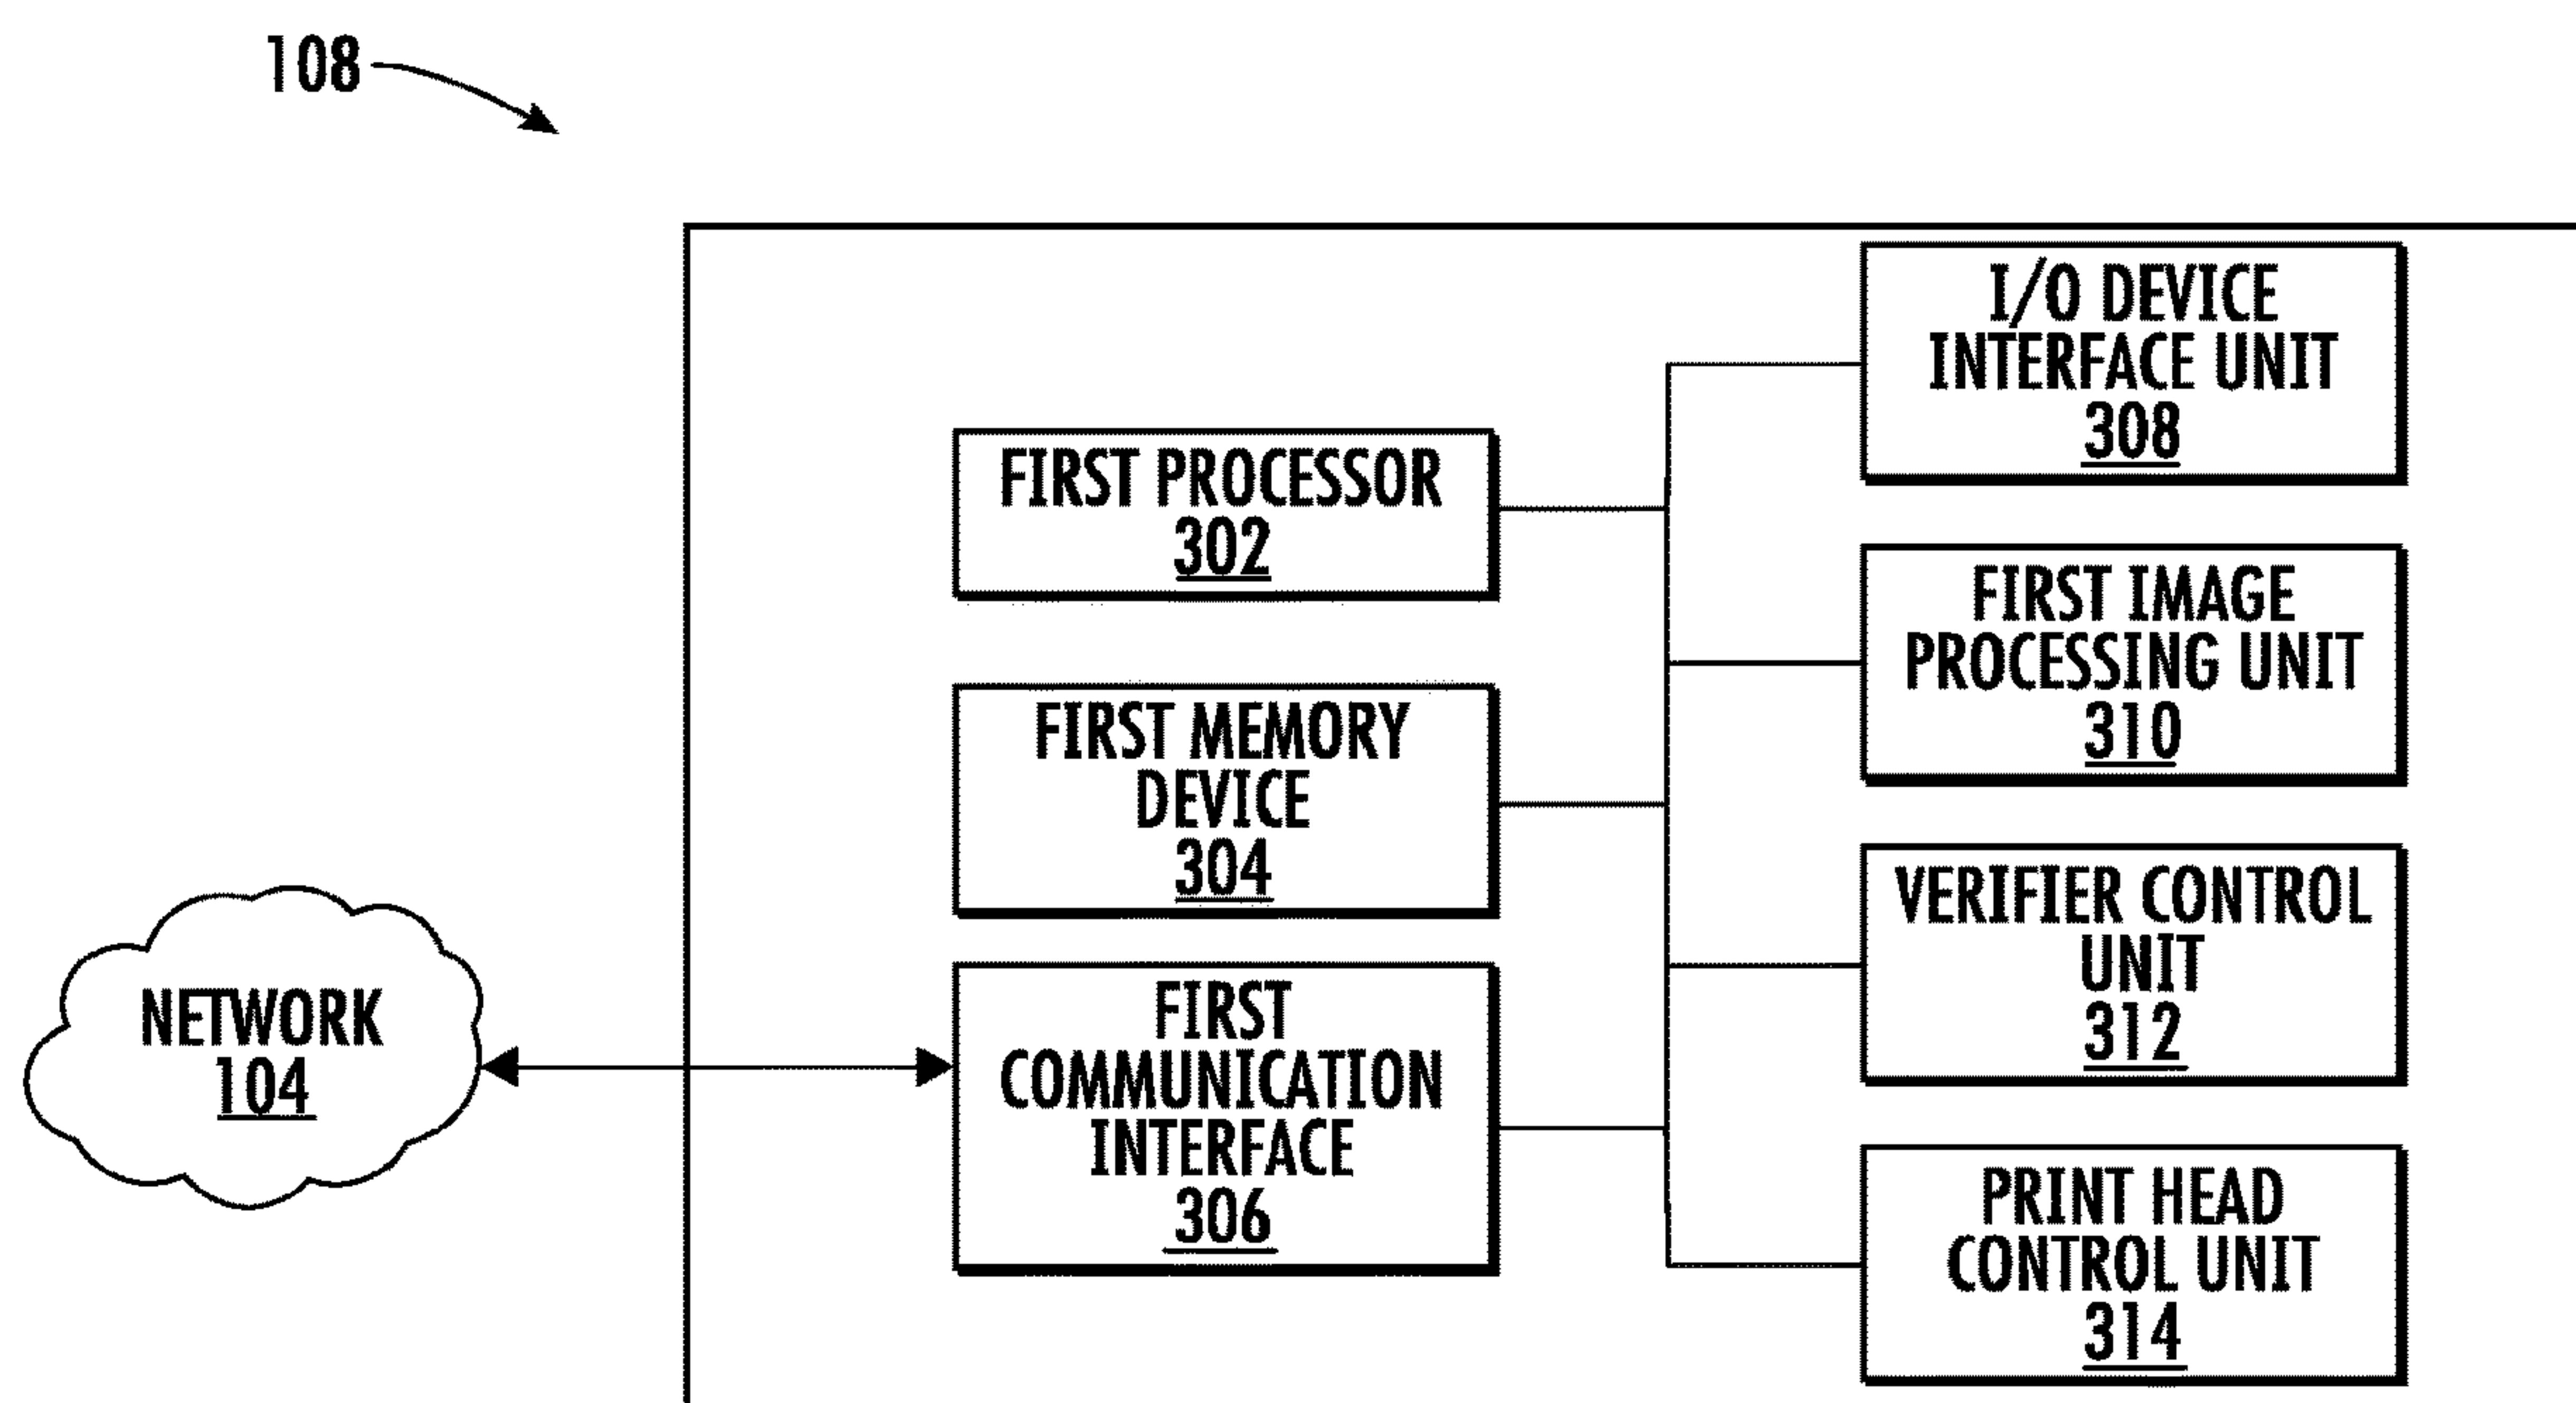 108
I/O DEVICE
INTERFACE UNIT
308
FIRST PROCESSOR
302
FIRST IMAGE
PROCESSING UNIT
310
FIRST MEMORY
DEVICE
304
VERIFIER CONTROL
UNIT
312
NETWORK
104
FIRST
COMMUNICATION
INTERFACE
306
PRINT HEAD
CONTROL UNIT
314